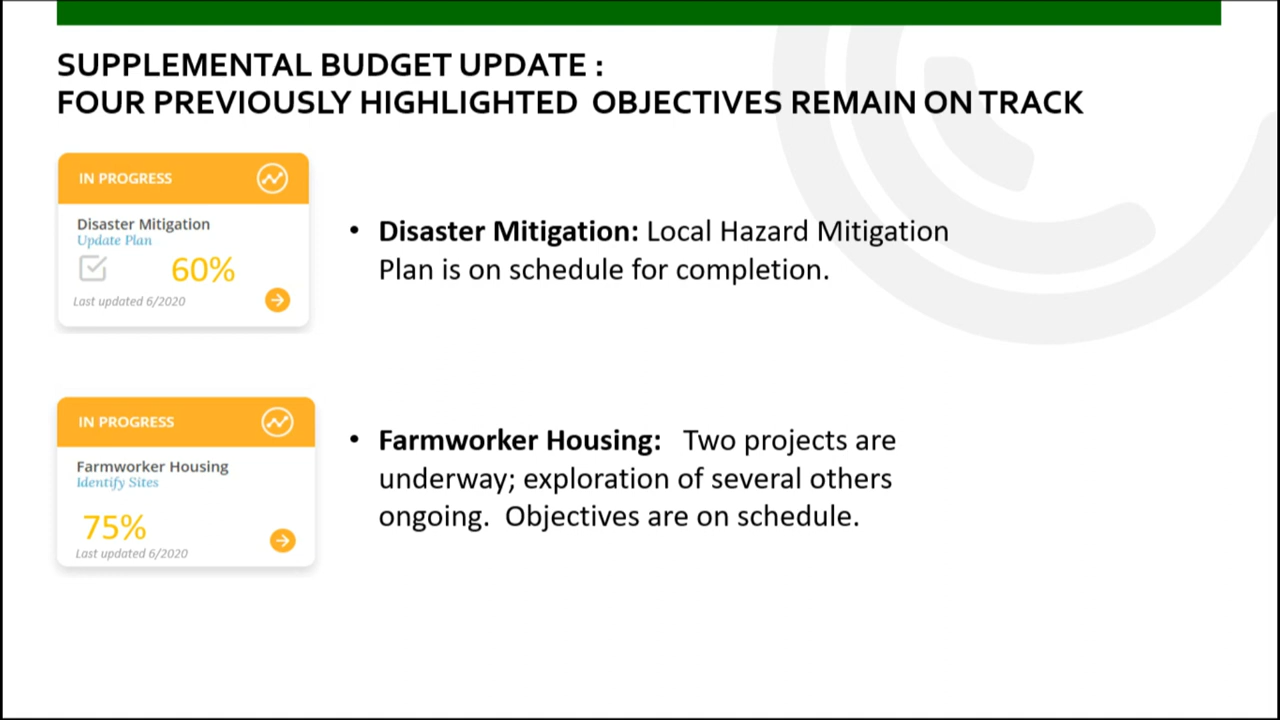 SUPPLEMENTAL BUDGET UPDATE :
FOUR PREVIOUSLY HIGHLIGHTED OBJECTIVES REMAIN ON TRACK
IN PROGRESS
Disaster Mitigation
Update Plan
60%
Last updated 6/2020
• Disaster Mitigation: Local Hazard Mitigation
Plan is on schedule for completion.
IN PROGRESS
Farmworker Housing
Identify Sites
75%
Last updated 6/2020
• Farmworker Housing: Two projects are
underway; exploration of several others
ongoing. Objectives are on schedule.